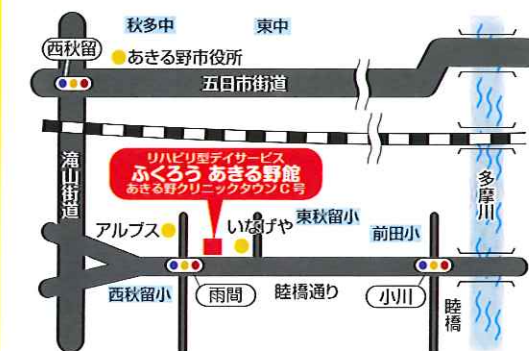 秋多中
東中
西秋留
あきる野市役所
五日市街道
リハビリ型デイサービス
ふくろう あきる野館
あきる野クリニックタウンC号
滝山街道
多摩川
アルプス
いなげや
東秋留小
前田小
西秋留小
雨間
睦橋通り
小川
睦橋